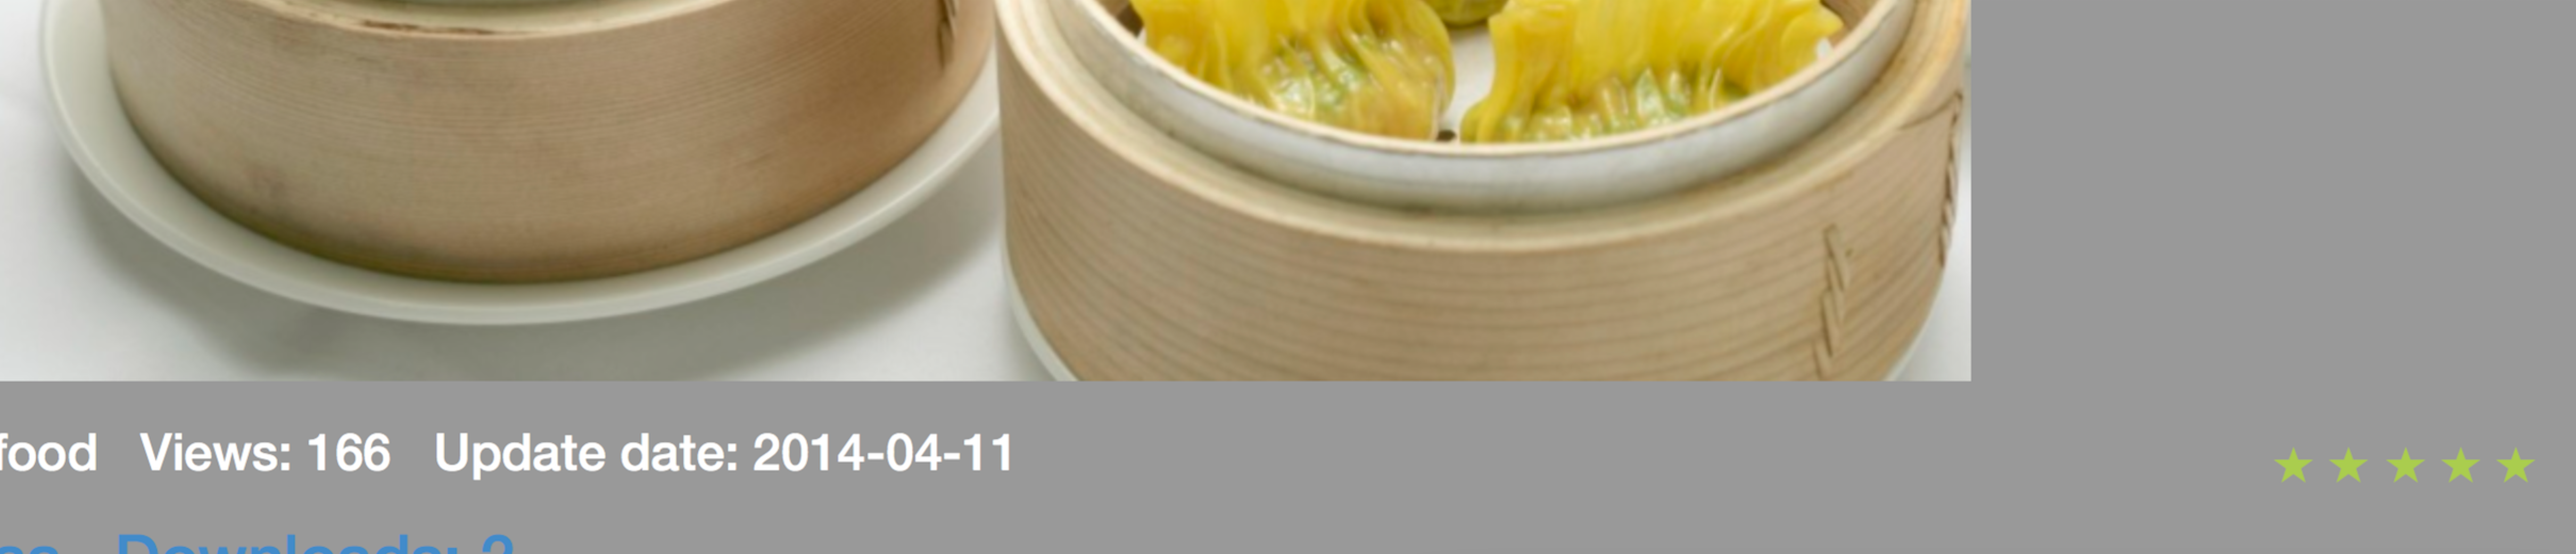 food Views: 166 Update date: 2014-04-11 ★★★★★
Downloads: 2